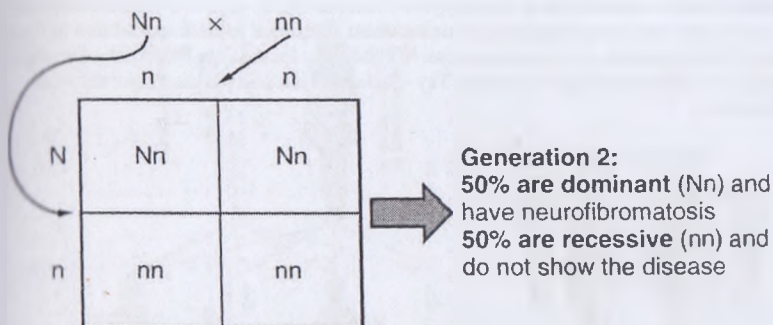 Nn × nn
n n
N Nn Nn
n nn nn
Generation 2:
50% are dominant (Nn) and
have neurofibromatosis
50% are recessive (nn) and
do not show the disease